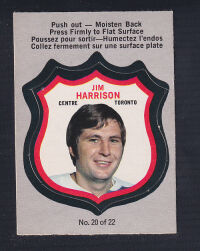 Push out — Moisten Back
Press Firmly to Flat Surface
Poussez pour sortir—Humectez l'endos
Collez fermement sur une surface plate
JIM
HARRISON
CENTRE TORONTO
No. 20 of 22